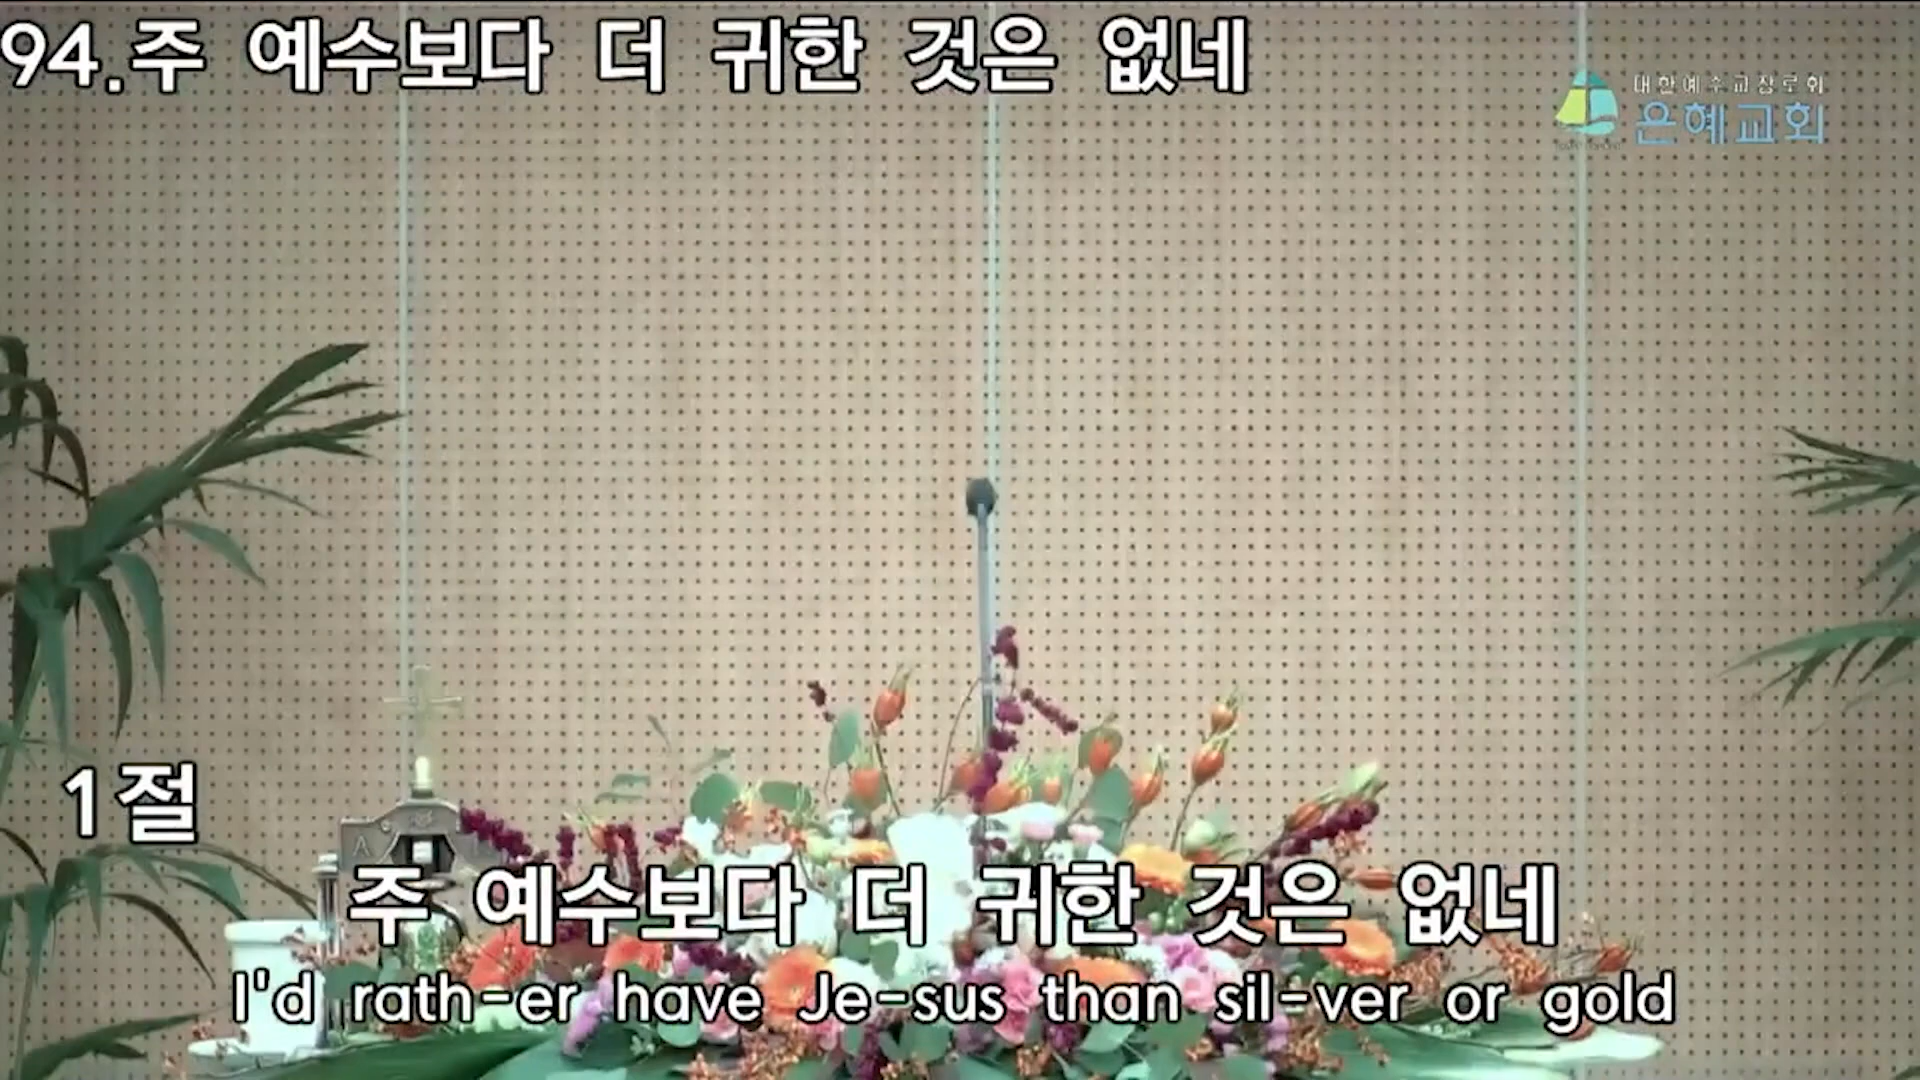 94.주 예수보다 더 귀한 것은 없네
대한예수교장로회
은혜교회
1절
주 예수보다 더 귀한 것은 없네
I'd rath-er have Je-sus than sil-ver or gold